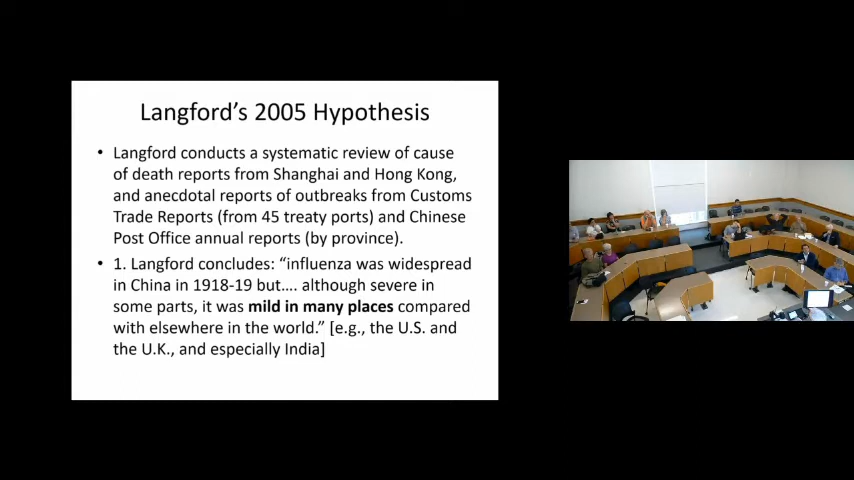 Langford's 2005 Hypothesis
• Langford conducts a systematic review of cause
of death reports from Shanghai and Hong Kong,
and anecdotal reports of outbreaks from Customs
Trade Reports (from 45 treaty ports) and Chinese
Post Office annual reports (by province).
• 1. Langford concludes: “influenza was widespread
in China in 1918-19 but…. although severe in
some parts, it was mild in many places compared
with elsewhere in the world.” [e.g., the U.S. and
the U.K., and especially India]